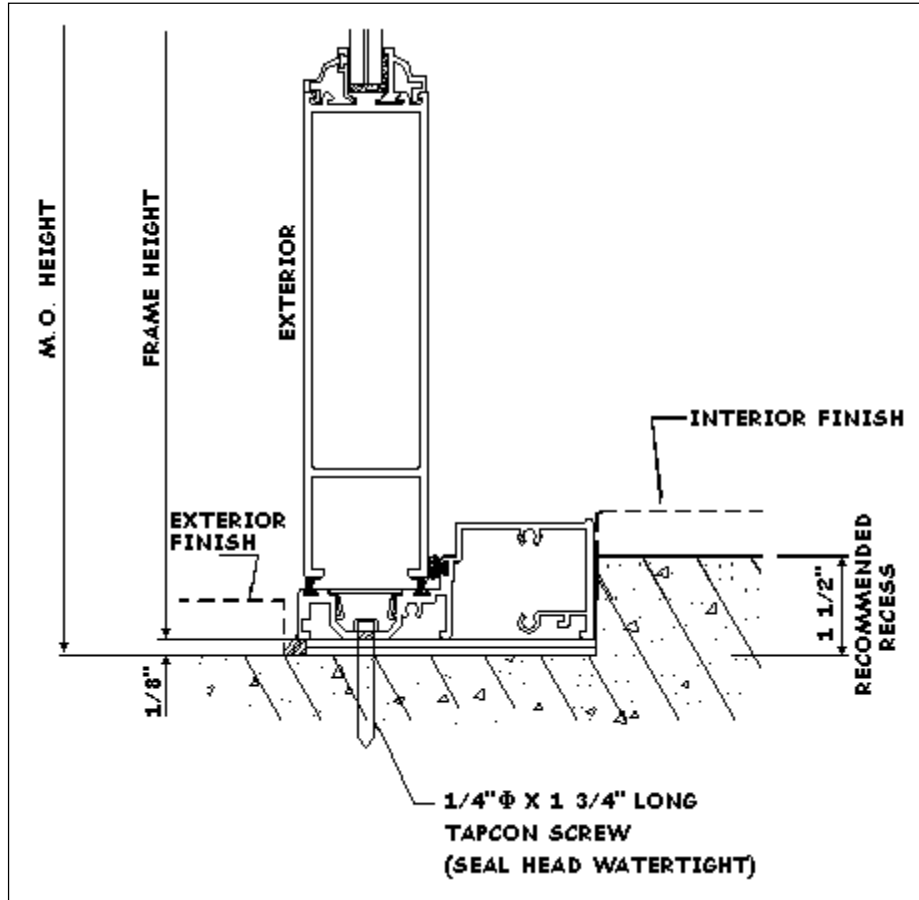 M.O. HEIGHT
FRAME HEIGHT
EXTERIOR
INTERIOR FINISH
EXTERIOR
FINISH
1 1/2"
RECOMMENDED
RECESS
1/8"
1/4"Φ X 1 3/4" LONG
TAPCON SCREW
(SEAL HEAD WATERTIGHT)